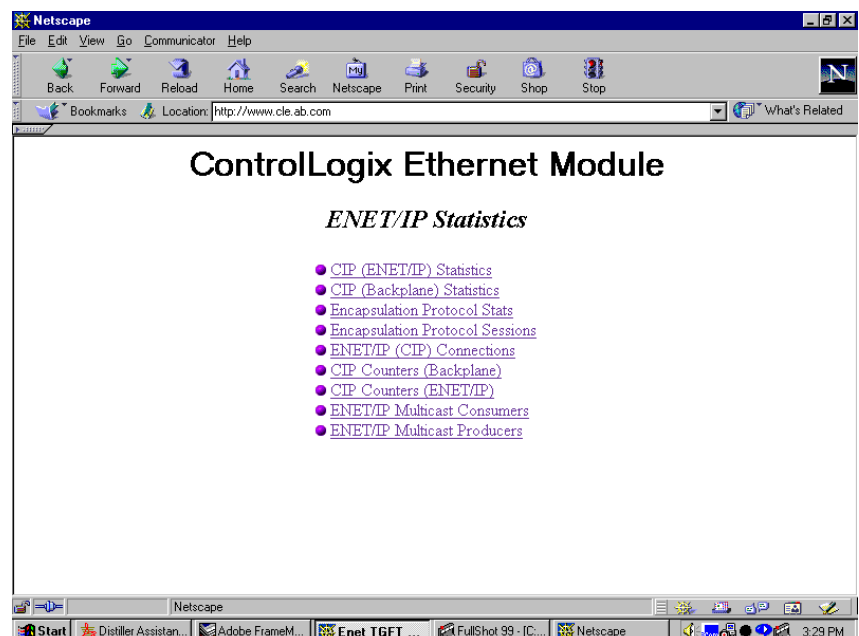 Netscape
File Edit View Go Communicator Help
Back Forward Reload Home Search Netscape Print Security Shop Stop
My
N
Bookmarks Location: http://www.cle.ab.com What's Related
ControlLogix Ethernet Module
ENET/IP Statistics
CIP (ENET/IP) Statistics
CIP (Backplane) Statistics
Encapsulation Protocol Stats
Encapsulation Protocol Sessions
ENET/IP (CIP) Connections
CIP Counters (Backplane)
CIP Counters (ENET/IP)
ENET/IP Multicast Consumers
ENET/IP Multicast Producers
Netscape
Start Distiller Assistan... Adobe FrameM... Enet TGFT ... FullShot 99 - [C:... Netscape 3:29 PM